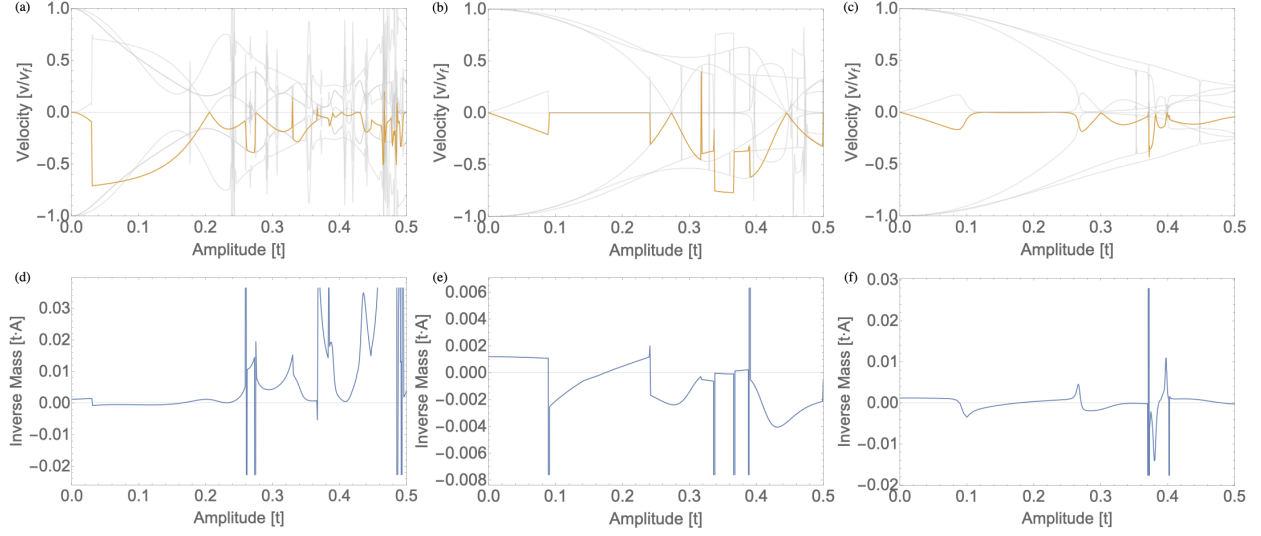 (a)
1.0
0.5
0.0
−0.5
−1.0
Velocity [v/vf]
0.0 0.1 0.2 0.3 0.4 0.5
Amplitude [t]
(b)
1.0
0.5
0.0
−0.5
−1.0
Velocity [v/vf]
0.0 0.1 0.2 0.3 0.4 0.5
Amplitude [t]
(c)
1.0
0.5
0.0
−0.5
−1.0
Velocity [v/vf]
0.0 0.1 0.2 0.3 0.4 0.5
Amplitude [t]
(d)
0.03
0.02
0.01
0.00
−0.01
−0.02
Inverse Mass [t·A]
0.0 0.1 0.2 0.3 0.4 0.5
Amplitude [t]
(e)
0.006
0.004
0.002
0.000
−0.002
−0.004
−0.006
−0.008
Inverse Mass [t·A]
0.0 0.1 0.2 0.3 0.4 0.5
Amplitude [t]
(f)
0.03
0.02
0.01
0.00
−0.01
−0.02
Inverse Mass [t·A]
0.0 0.1 0.2 0.3 0.4 0.5
Amplitude [t]